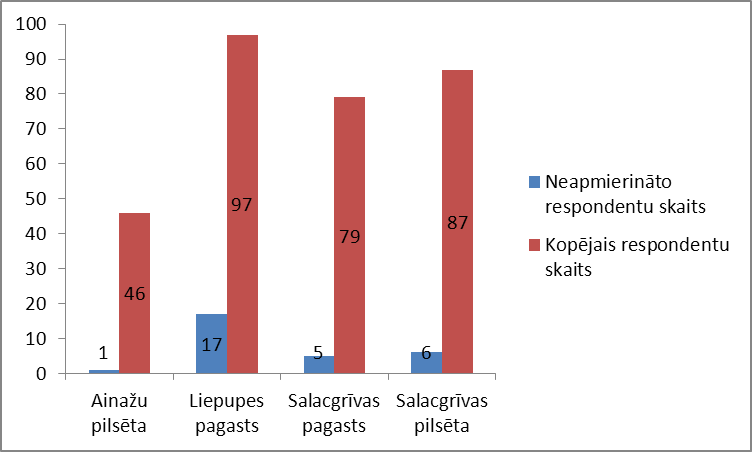 100
90
80
70
60
50
40
30
20
10
0
1
46
17
97
5
79
6
87
Ainažu
pilsēta
Liepupes
pagasts
Salacgrīvas
pagasts
Salacgrīvas
pilsēta
Neapmierināto
respondentu skaits
Kopējais respondentu
skaits